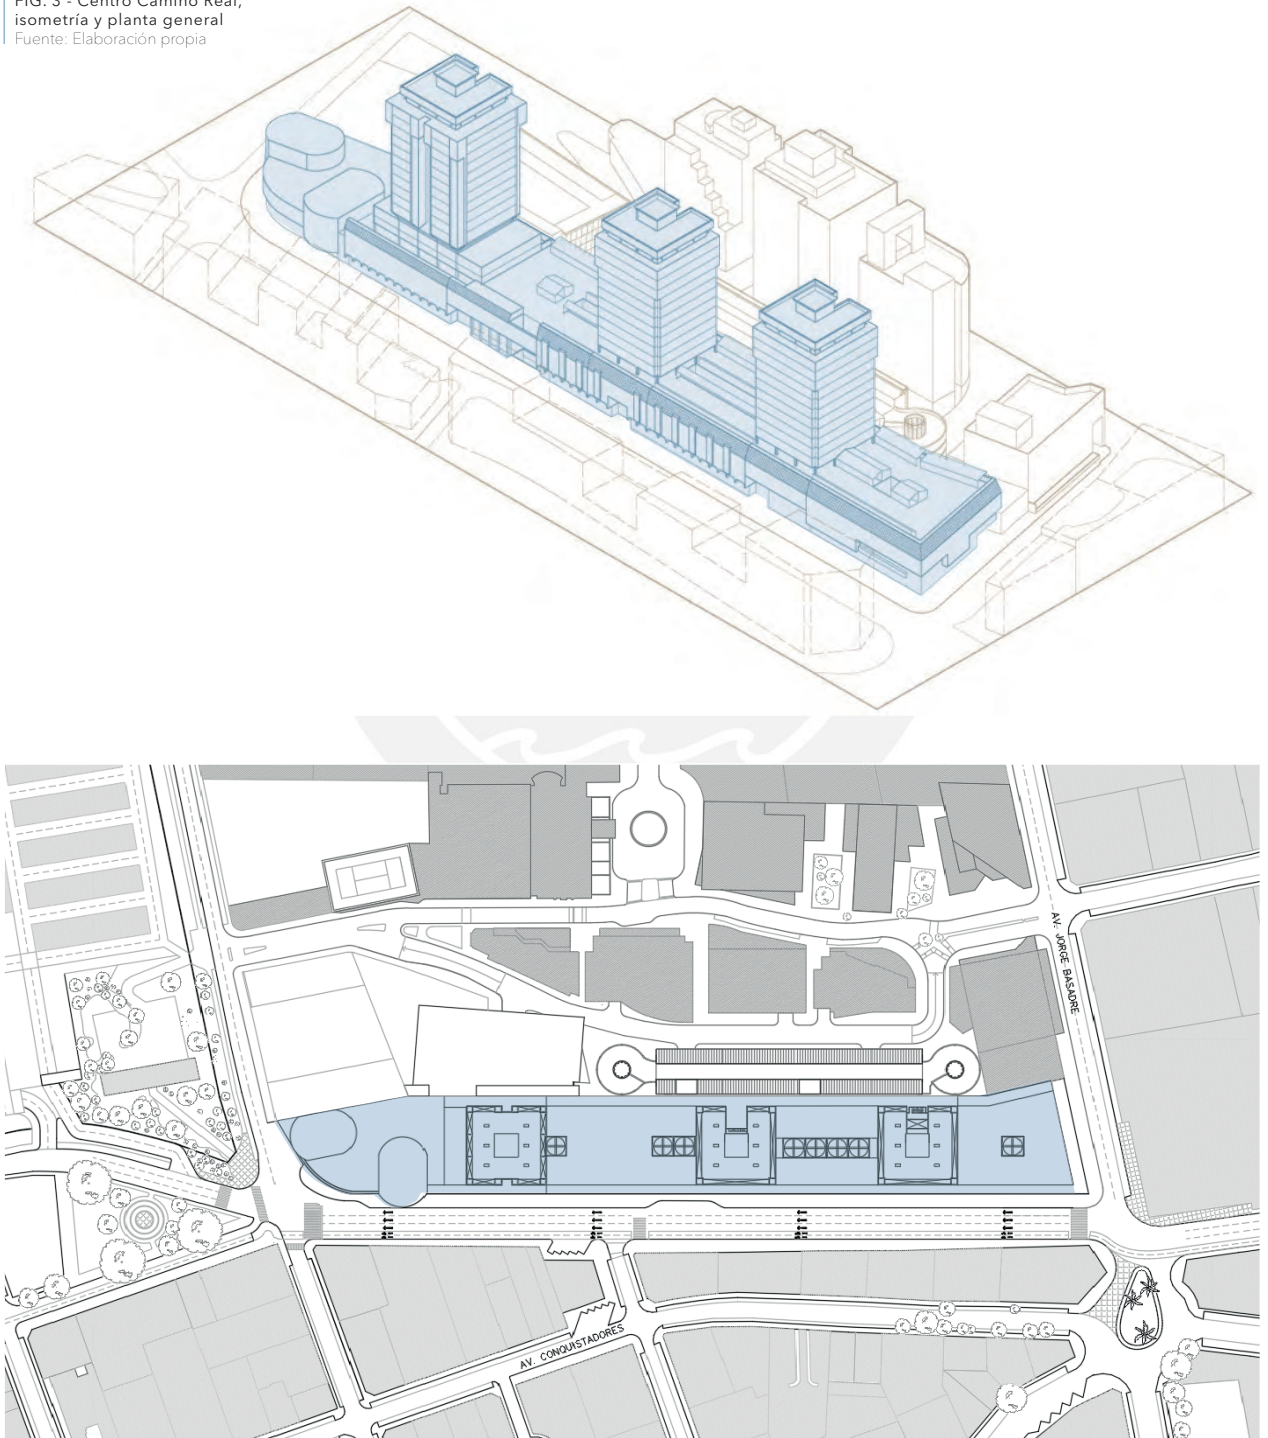 FIG. 3 - Centro Camino Real,
isometría y planta general
Fuente: Elaboración propia
AV. JORGE BASADRE
AV. CONQUISTADORES